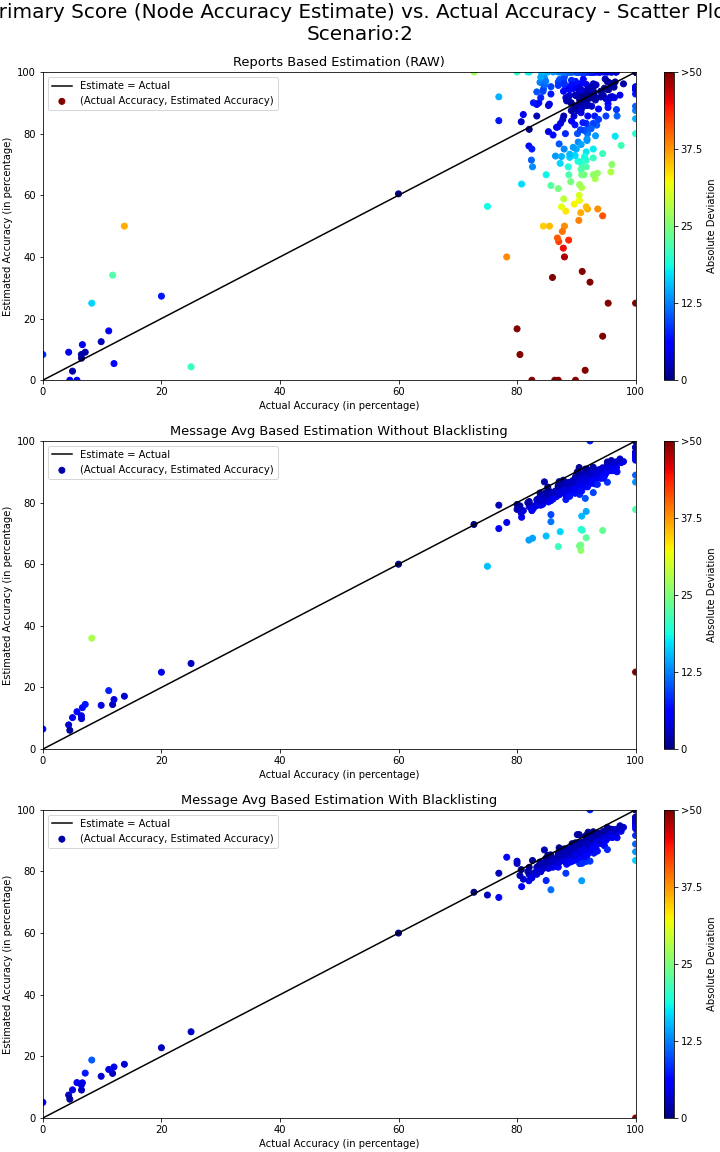 rimary Score (Node Accuracy Estimate) vs. Actual Accuracy - Scatter Plo
Scenario:2
Reports Based Estimation (RAW)
Estimate = Actual
(Actual Accuracy, Estimated Accuracy)
Estimated Accuracy (in percentage)
100
80
60
40
20
0
0 20 40 60 80 100
Actual Accuracy (in percentage)
>50
37.5
25
12.5
0
Absolute Deviation
Message Avg Based Estimation Without Blacklisting
Estimate = Actual
(Actual Accuracy, Estimated Accuracy)
Estimated Accuracy (in percentage)
100
80
60
40
20
0
0 20 40 60 80 100
Actual Accuracy (in percentage)
>50
37.5
25
12.5
0
Absolute Deviation
Message Avg Based Estimation With Blacklisting
Estimate = Actual
(Actual Accuracy, Estimated Accuracy)
Estimated Accuracy (in percentage)
100
80
60
40
20
0
0 20 40 60 80 100
Actual Accuracy (in percentage)
>50
37.5
25
12.5
0
Absolute Deviation